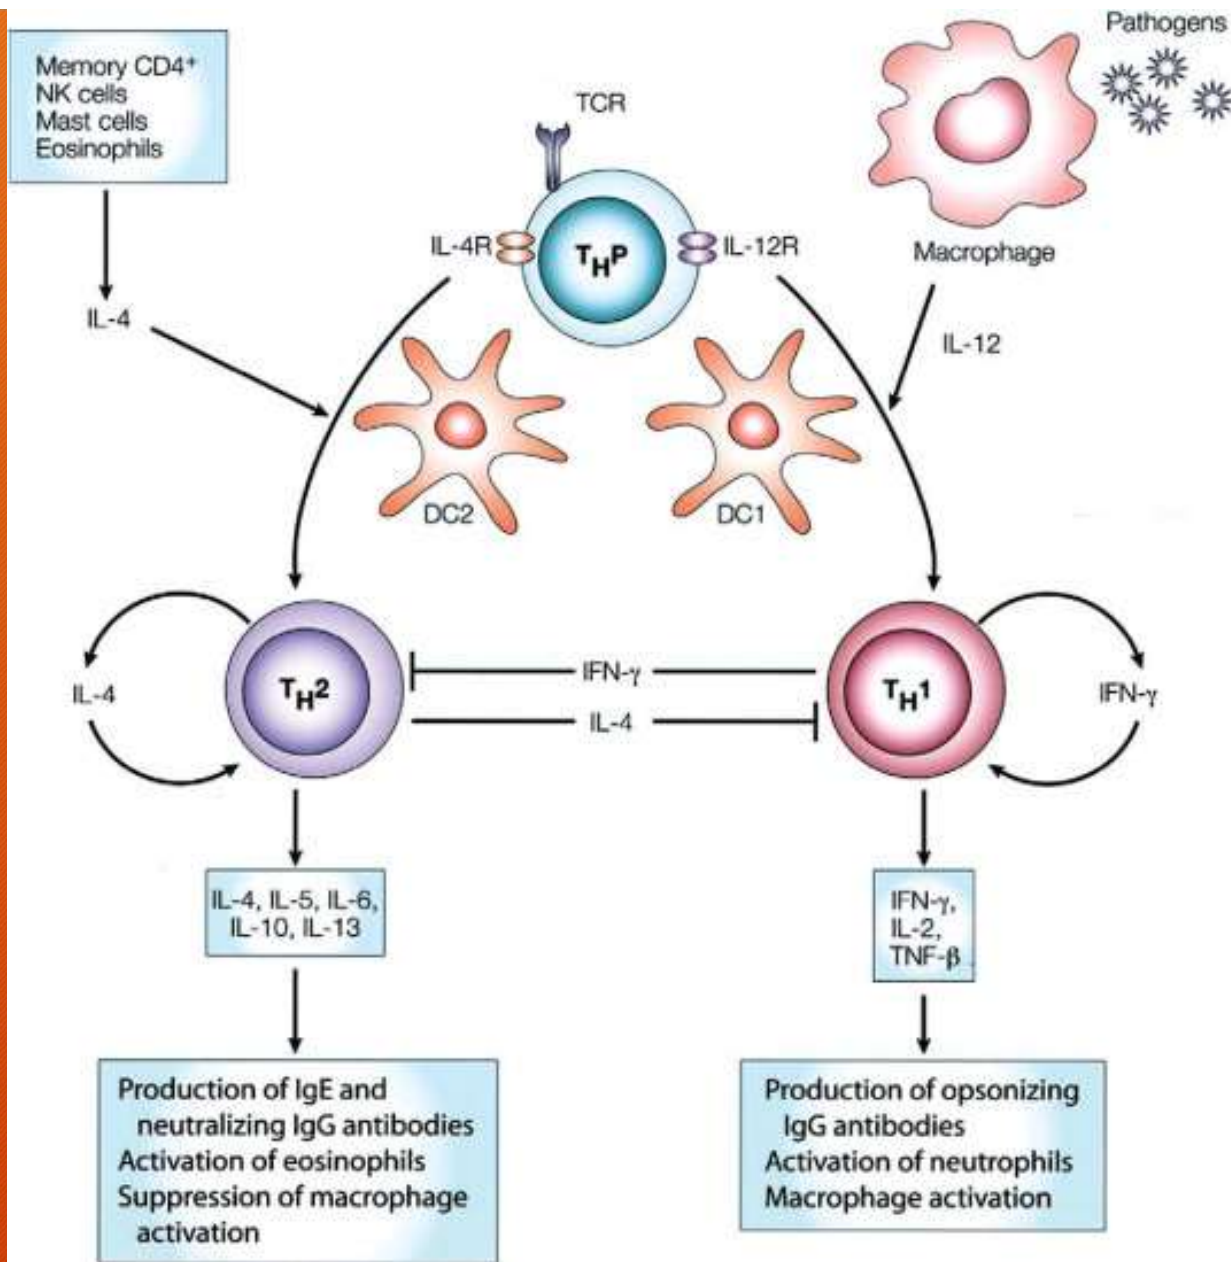 Memory CD4+
NK cells
Mast cells
Eosinophils
Pathogens
TCR
IL-4R
THP
IL-12R
Macrophage
IL-4
IL-12
DC2
DC1
IL-4
TH2
IFN-γ
IL-4
TH1
IFN-γ
IL-4, IL-5, IL-6,
IL-10, IL-13
IFN-γ,
IL-2,
TNF-β
Production of IgE and
neutralizing IgG antibodies
Activation of eosinophils
Suppression of macrophage
activation
Production of opsonizing
IgG antibodies
Activation of neutrophils
Macrophage activation